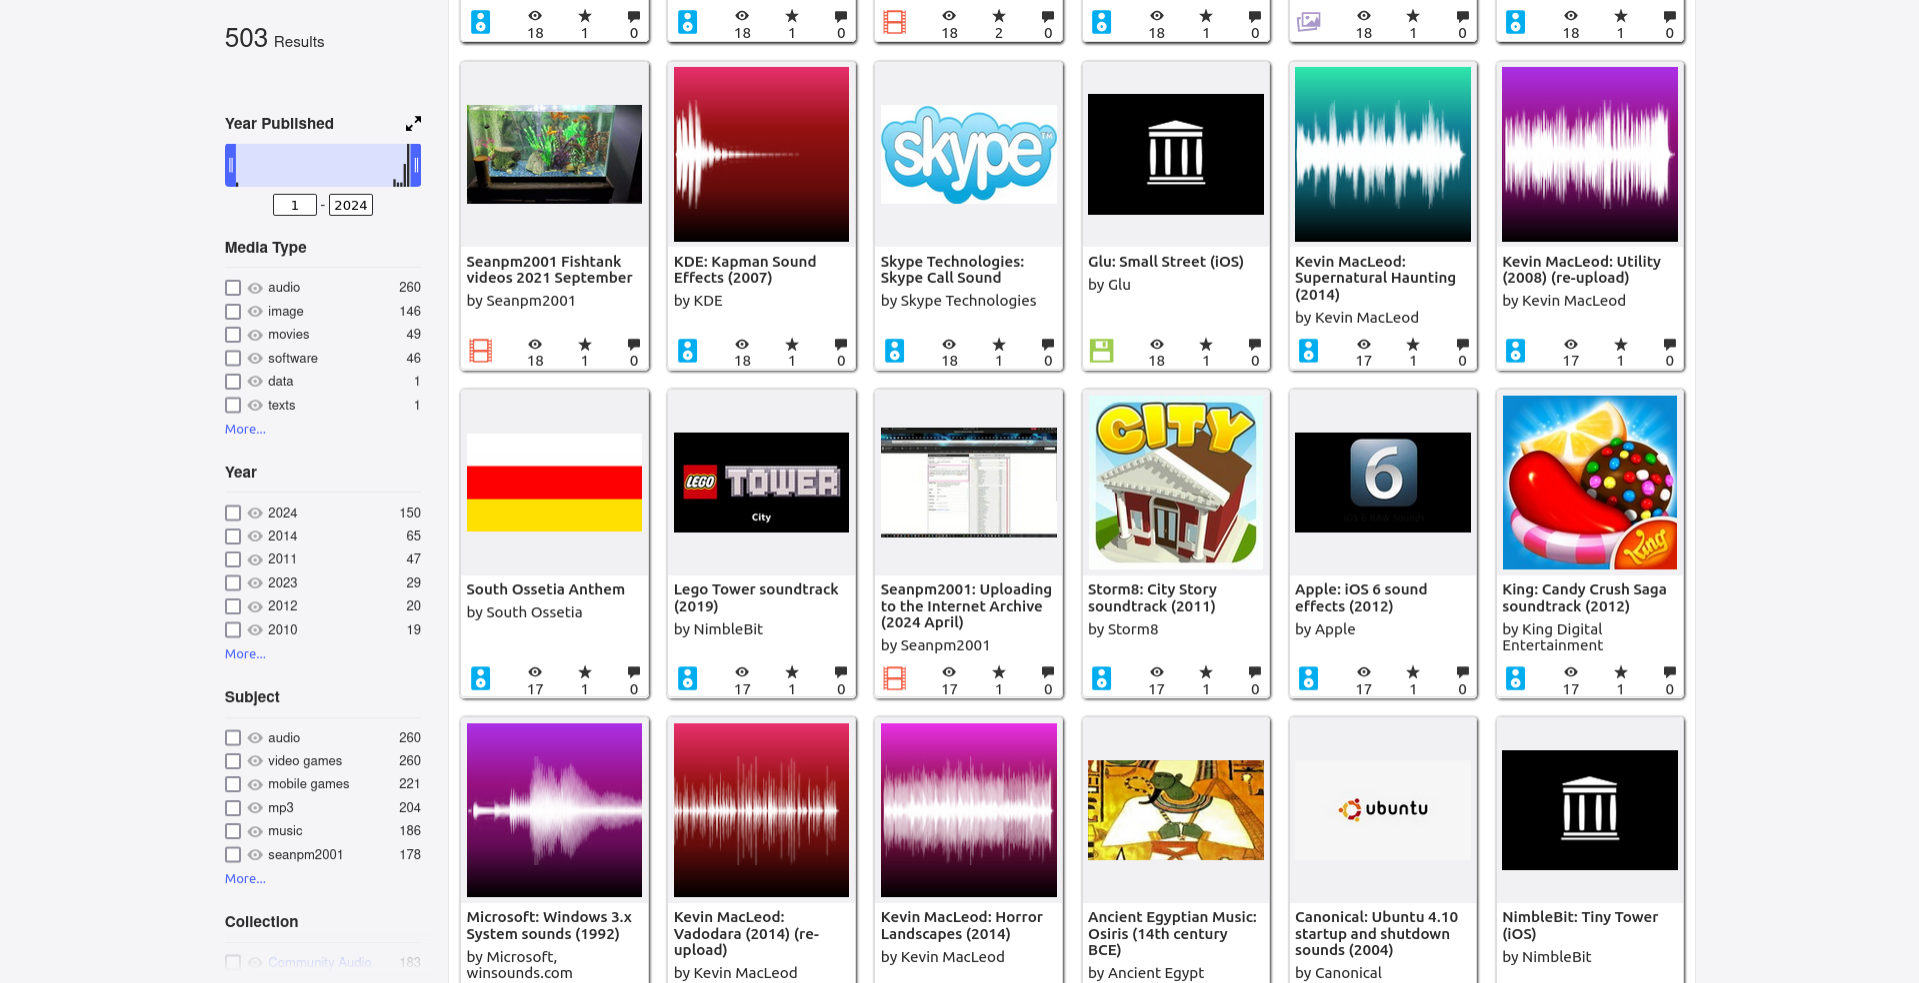 503 Results
Year Published
1 - 2024
Media Type
audio 260
image 146
movies 49
software 46
data 1
texts 1
More...
Year
2024 150
2014 65
2011 47
2023 29
2012 20
2010 19
More...
Subject
audio 260
video games 260
mobile games 221
mp3 204
music 186
seanpm2001 178
More...
Collection
Community Audio 183
18 1 0
18 1 0
18 2 0
18 1 0
18 1 0
18 1 0
Seanpm2001 Fishtank
videos 2021 September
by Seanpm2001
18 1 0
KDE: Kapman Sound
Effects (2007)
by KDE
18 1 0
skype TM
Skype Technologies:
Skype Call Sound
by Skype Technologies
18 1 0
Glu: Small Street (iOS)
by Glu
18 1 0
Kevin MacLeod:
Supernatural Haunting
(2014)
by Kevin MacLeod
17 1 0
Kevin MacLeod: Utility
(2008) (re-upload)
by Kevin MacLeod
17 1 0
South Ossetia Anthem
by South Ossetia
17 1 0
LEGO TOWER
City
Lego Tower soundtrack
(2019)
by NimbleBit
17 1 0
Seanpm2001: Uploading
to the Internet Archive
(2024 April)
by Seanpm2001
17 1 0
CITY
Storm8: City Story
soundtrack (2011)
by Storm8
17 1 0
6
iOS 6 RAW Sounds
Apple: iOS 6 sound
effects (2012)
by Apple
17 1 0
King
King: Candy Crush Saga
soundtrack (2012)
by King Digital
Entertainment
17 1 0
Microsoft: Windows 3.x
System sounds (1992)
by Microsoft,
winsounds.com
Kevin MacLeod:
Vadodara (2014) (re-
upload)
by Kevin MacLeod
Kevin MacLeod: Horror
Landscapes (2014)
by Kevin MacLeod
Ancient Egyptian Music:
Osiris (14th century
BCE)
by Ancient Egypt
ubuntu
Canonical: Ubuntu 4.10
startup and shutdown
sounds (2004)
by Canonical
NimbleBit: Tiny Tower
(iOS)
by NimbleBit